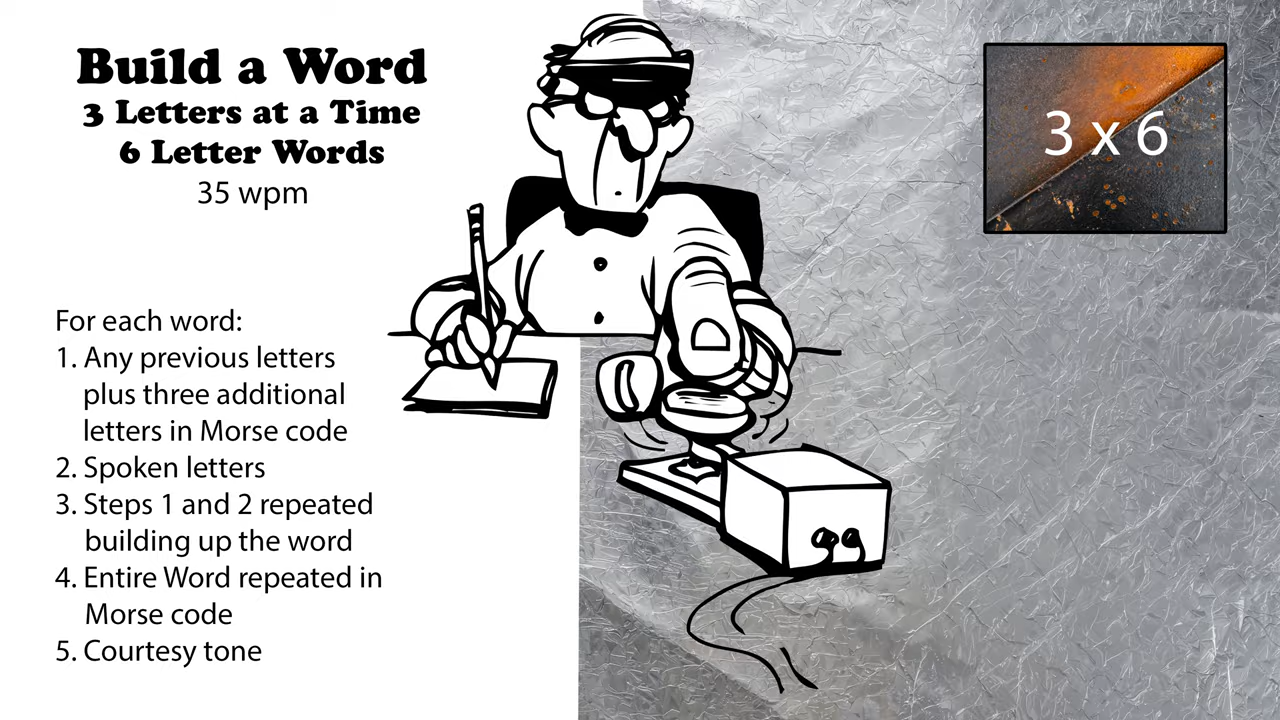 Build a Word
3 Letters at a Time
6 Letter Words
35 wpm
3 x 6
For each word:
1. Any previous letters
plus three additional
letters in Morse code
2. Spoken letters
3. Steps 1 and 2 repeated
building up the word
4. Entire Word repeated in
Morse code
5. Courtesy tone